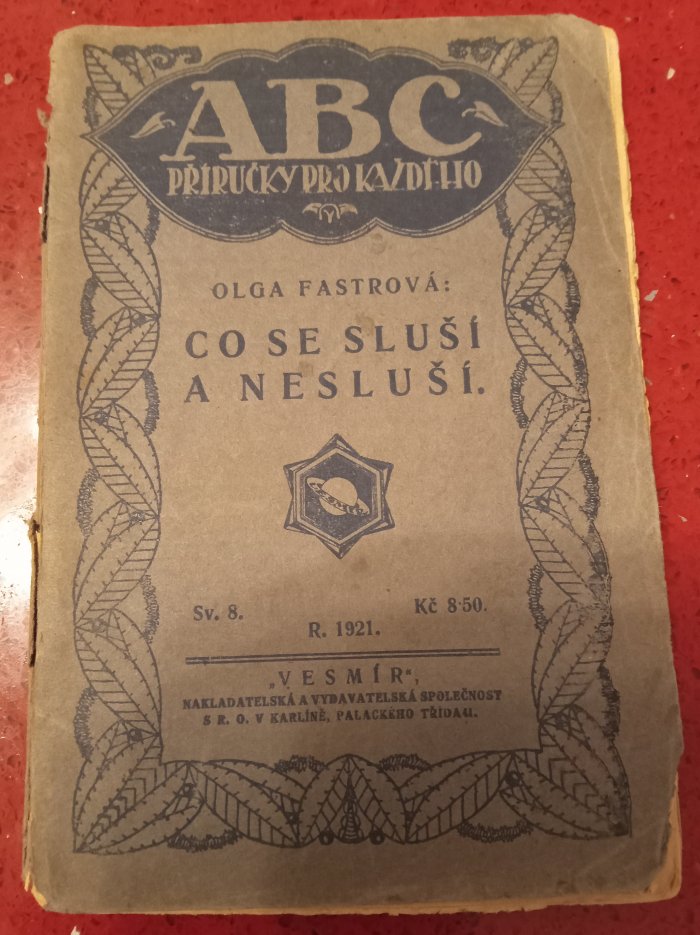 ABC
PŘÍRUČKY PRO KAŽDÉHO
OLGA FASTROVÁ:
CO SE SLUŠÍ
A NESLUŠÍ.
Sv. 8.
Kč 8·50.
R. 1921.
„VESMÍR“,
NAKLADATELSKÁ A VYDAVATELSKÁ SPOLEČNOST
S R. O. V KARLÍNĚ, PALACKÉHO TŘÍDA